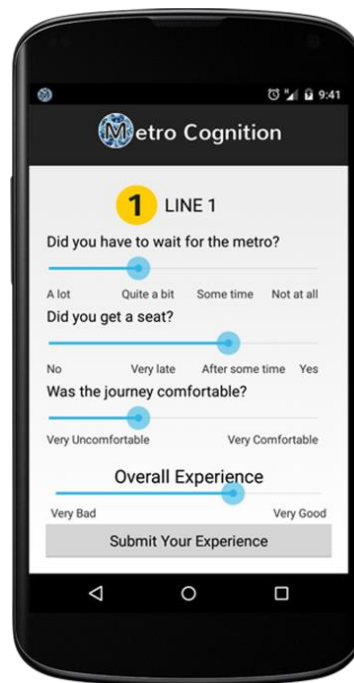 H 9:41
Metro Cognition
1 LINE 1
Did you have to wait for the metro?
A lot Quite a bit Some time Not at all
Did you get a seat?
No Very late After some time Yes
Was the journey comfortable?
Very Uncomfortable Very Comfortable
Overall Experience
Very Bad Very Good
Submit Your Experience